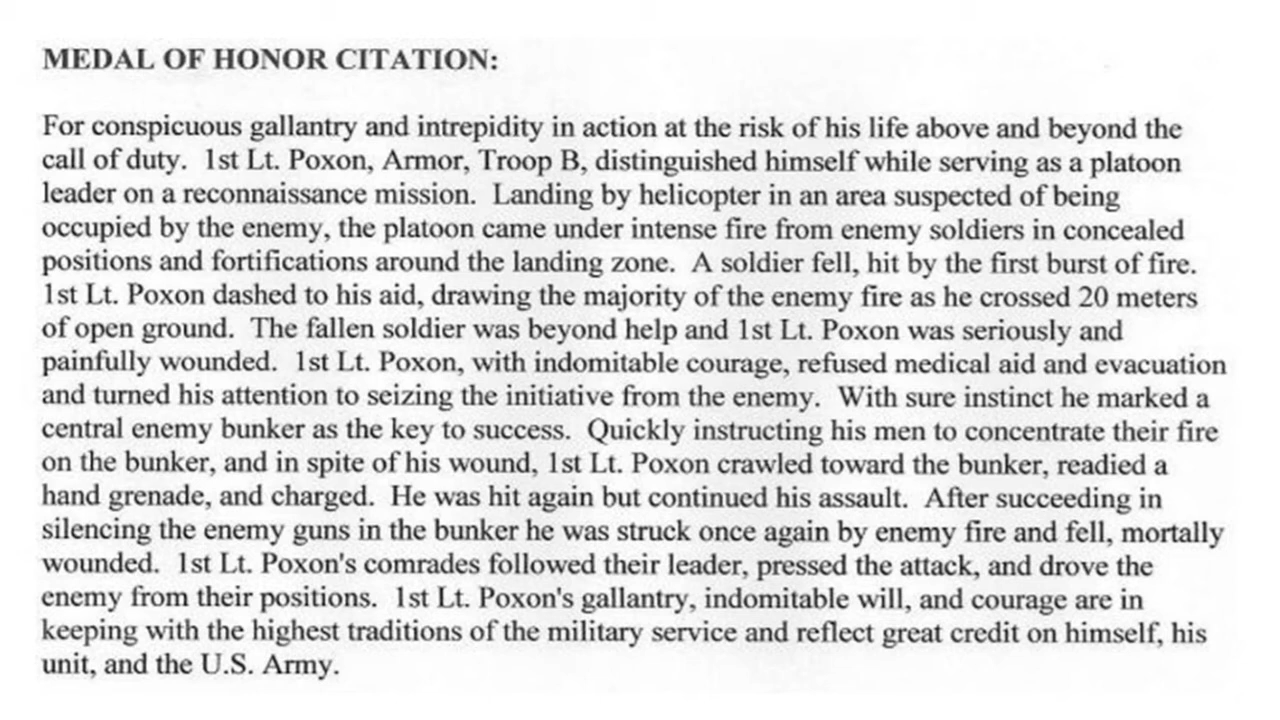 MEDAL OF HONOR CITATION:
For conspicuous gallantry and intrepidity in action at the risk of his life above and beyond the
call of duty.  1st Lt. Poxon, Armor, Troop B, distinguished himself while serving as a platoon
leader on a reconnaissance mission.  Landing by helicopter in an area suspected of being
occupied by the enemy, the platoon came under intense fire from enemy soldiers in concealed
positions and fortifications around the landing zone.  A soldier fell, hit by the first burst of fire.
1st Lt. Poxon dashed to his aid, drawing the majority of the enemy fire as he crossed 20 meters
of open ground.  The fallen soldier was beyond help and 1st Lt. Poxon was seriously and
painfully wounded.  1st Lt. Poxon, with indomitable courage, refused medical aid and evacuation
and turned his attention to seizing the initiative from the enemy.  With sure instinct he marked a
central enemy bunker as the key to success.  Quickly instructing his men to concentrate their fire
on the bunker, and in spite of his wound, 1st Lt. Poxon crawled toward the bunker, readied a
hand grenade, and charged.  He was hit again but continued his assault.  After succeeding in
silencing the enemy guns in the bunker he was struck once again by enemy fire and fell, mortally
wounded.  1st Lt. Poxon's comrades followed their leader, pressed the attack, and drove the
enemy from their positions.  1st Lt. Poxon's gallantry, indomitable will, and courage are in
keeping with the highest traditions of the military service and reflect great credit on himself, his
unit, and the U.S. Army.